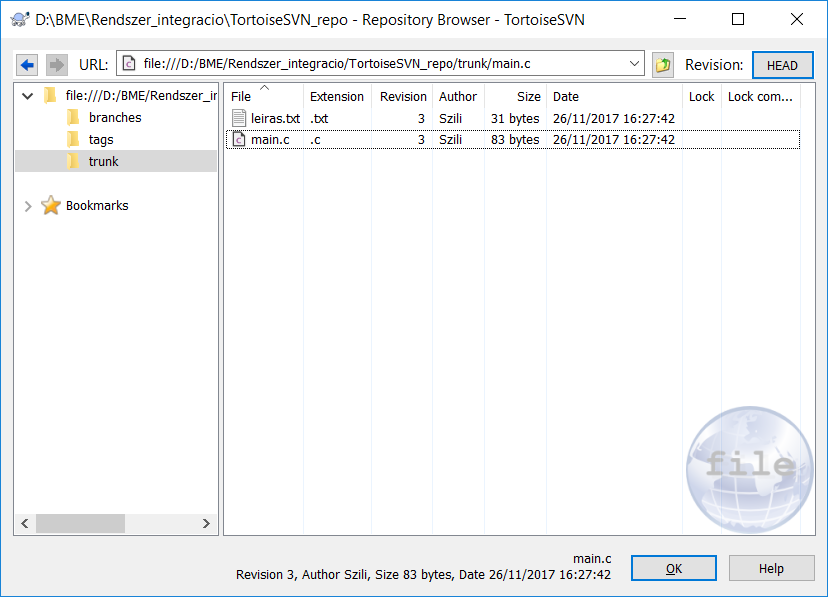 D:\BME\Rendszer_integracio\TortoiseSVN_repo - Repository Browser - TortoiseSVN
URL: file:///D:/BME/Rendszer_integracio/TortoiseSVN_repo/trunk/main.c Revision: HEAD
file:///D:/BME/Rendszer_ir
branches
tags
trunk
Bookmarks
File Extension Revision Author Size Date Lock Lock com...
leiras.txt .txt 3 Szili 31 bytes 26/11/2017 16:27:42
main.c .c 3 Szili 83 bytes 26/11/2017 16:27:42
file
main.c
Revision 3, Author Szili, Size 83 bytes, Date 26/11/2017 16:27:42
OK Help